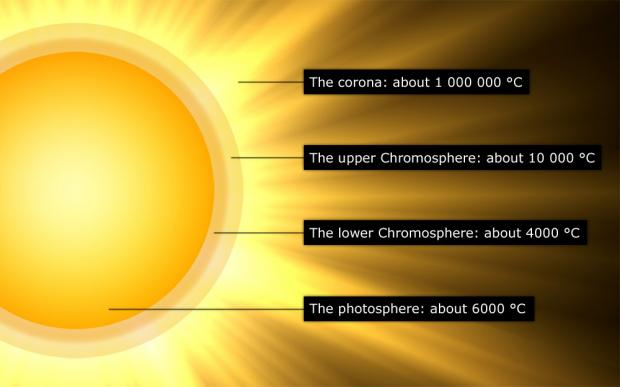 The corona: about 1 000 000 °C
The upper Chromosphere: about 10 000 °C
The lower Chromosphere: about 4000 °C
The photosphere: about 6000 °C